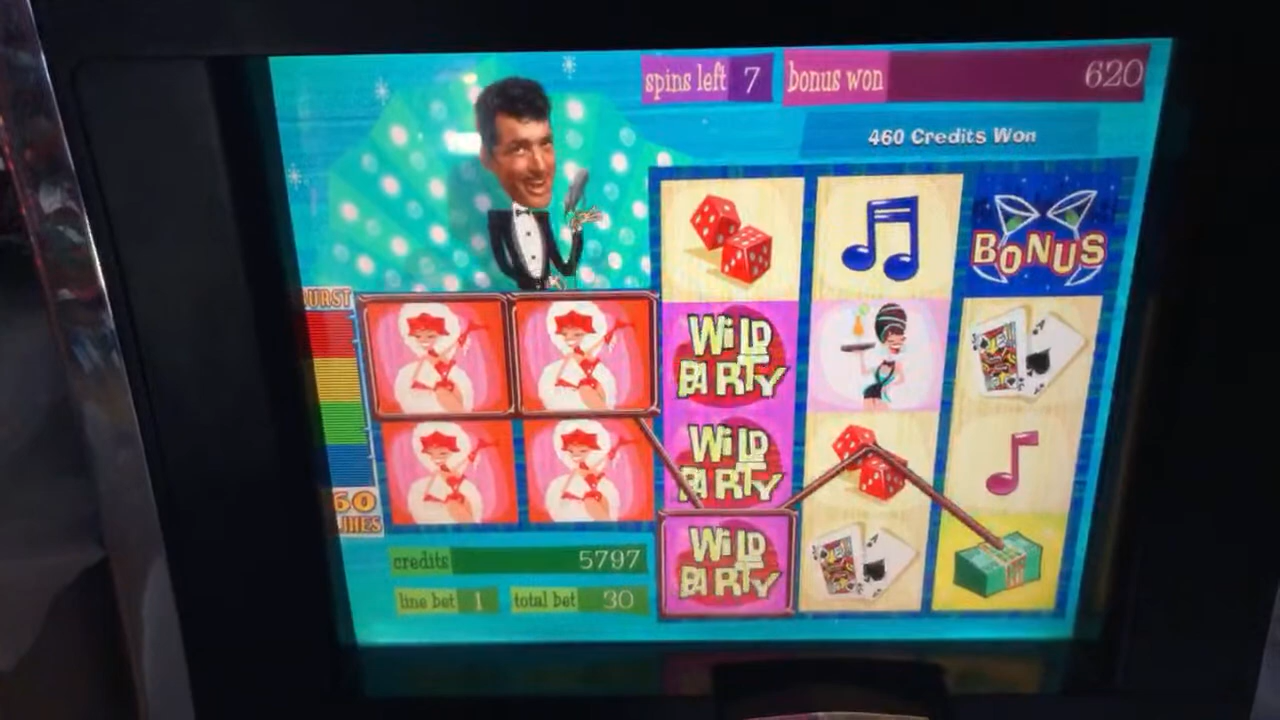 spins left 7
bonus won 620
460 Credits Won
BONUS
WiLD
PARTY
WiLD
PARTY
WiLD
PARTY
A
A
60
credits 5797
line bet 1
total bet 30